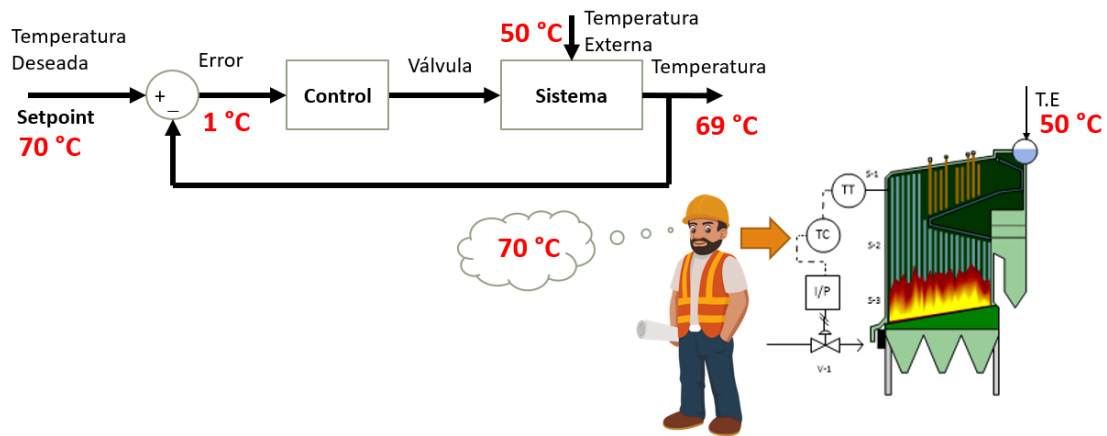 Temperatura
Deseada
Setpoint
70 °C
+
_
Error
1 °C
Control
Válvula
50 °C
Temperatura
Externa
Sistema
Temperatura
69 °C
70 °C
T.E
50 °C
S-1
TT
TC
S-2
I/P
S-3
V-1